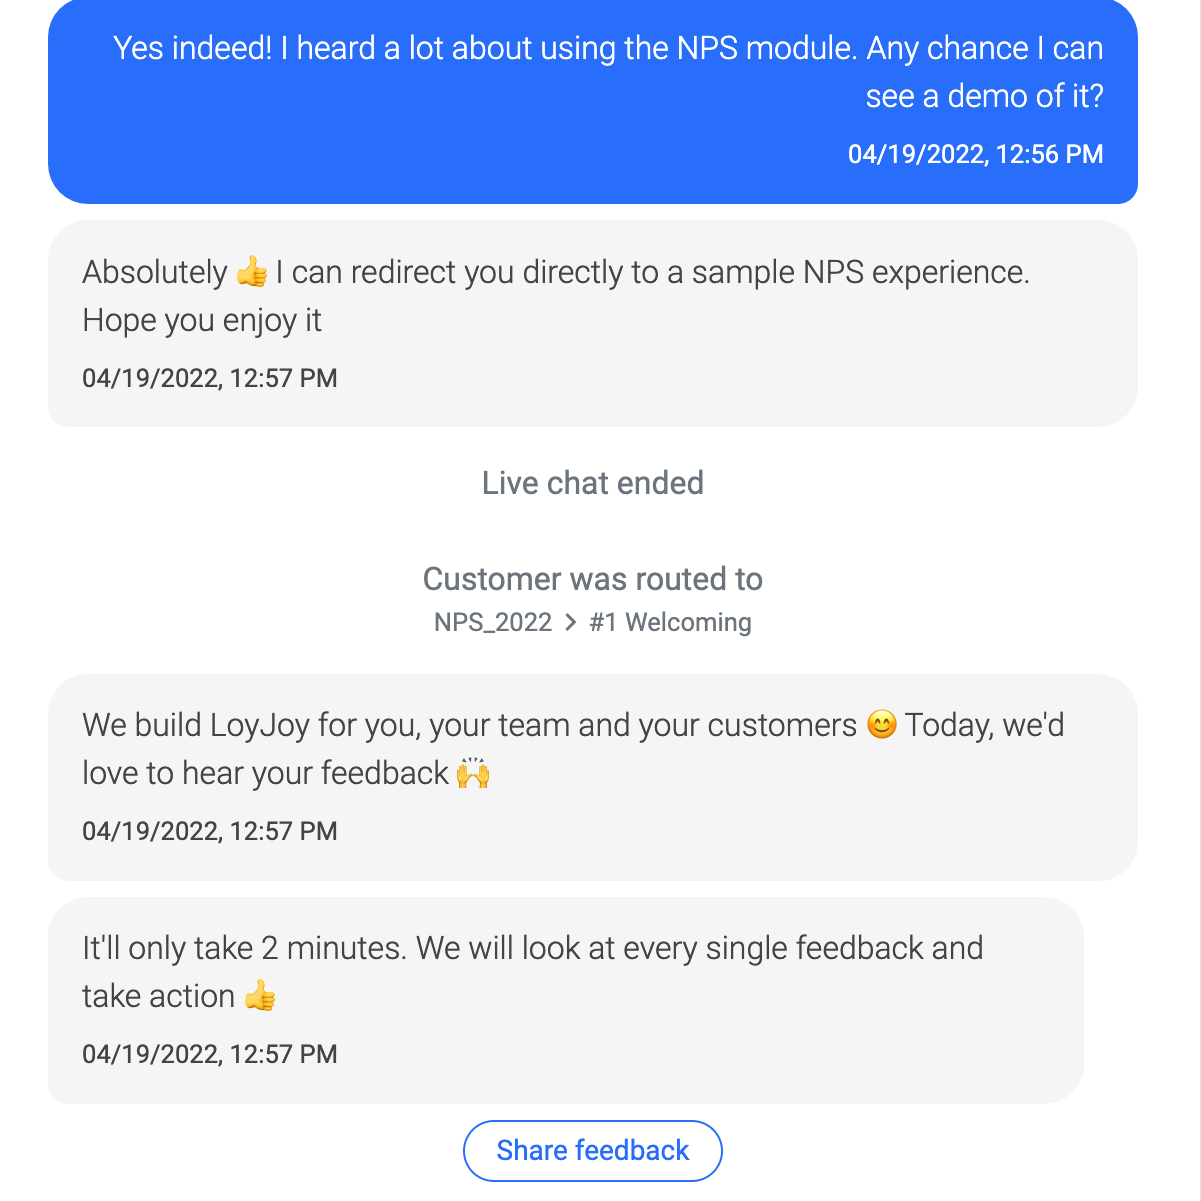 Yes indeed! I heard a lot about using the NPS module. Any chance I can
see a demo of it?
04/19/2022, 12:56 PM
Absolutely 👍 I can redirect you directly to a sample NPS experience.
Hope you enjoy it
04/19/2022, 12:57 PM
Live chat ended
Customer was routed to
NPS_2022 > #1 Welcoming
We build LoyJoy for you, your team and your customers 😊 Today, we'd
love to hear your feedback 🙌
04/19/2022, 12:57 PM
It'll only take 2 minutes. We will look at every single feedback and
take action 👍
04/19/2022, 12:57 PM
Share feedback